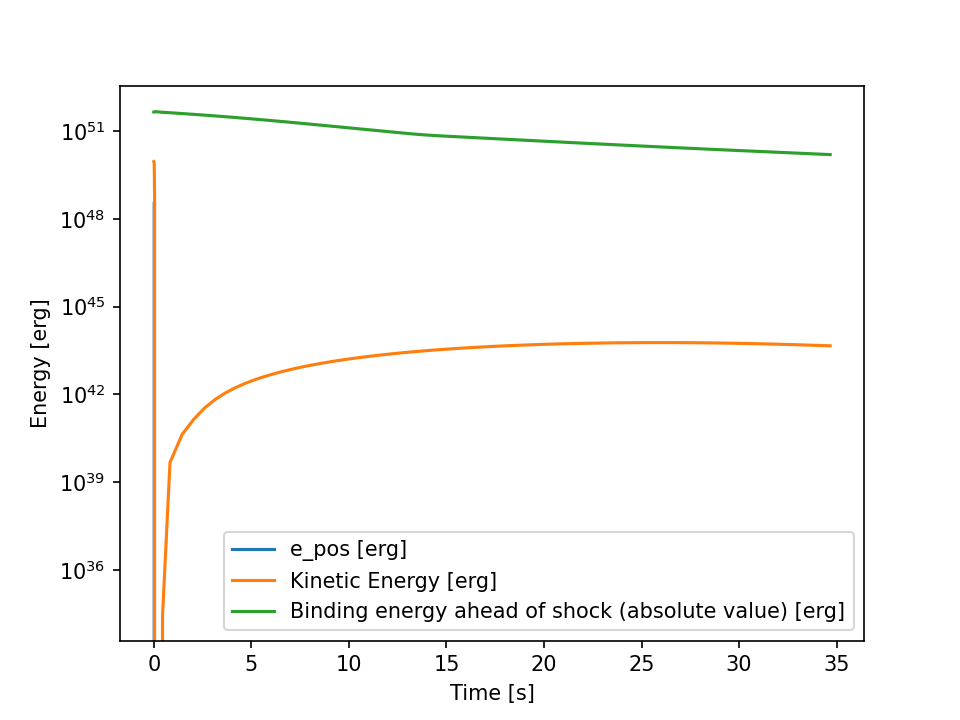 10^51
10^48
10^45
10^42
10^39
10^36
Energy [erg]
e_pos [erg]
Kinetic Energy [erg]
Binding energy ahead of shock (absolute value) [erg]
0 5 10 15 20 25 30 35
Time [s]